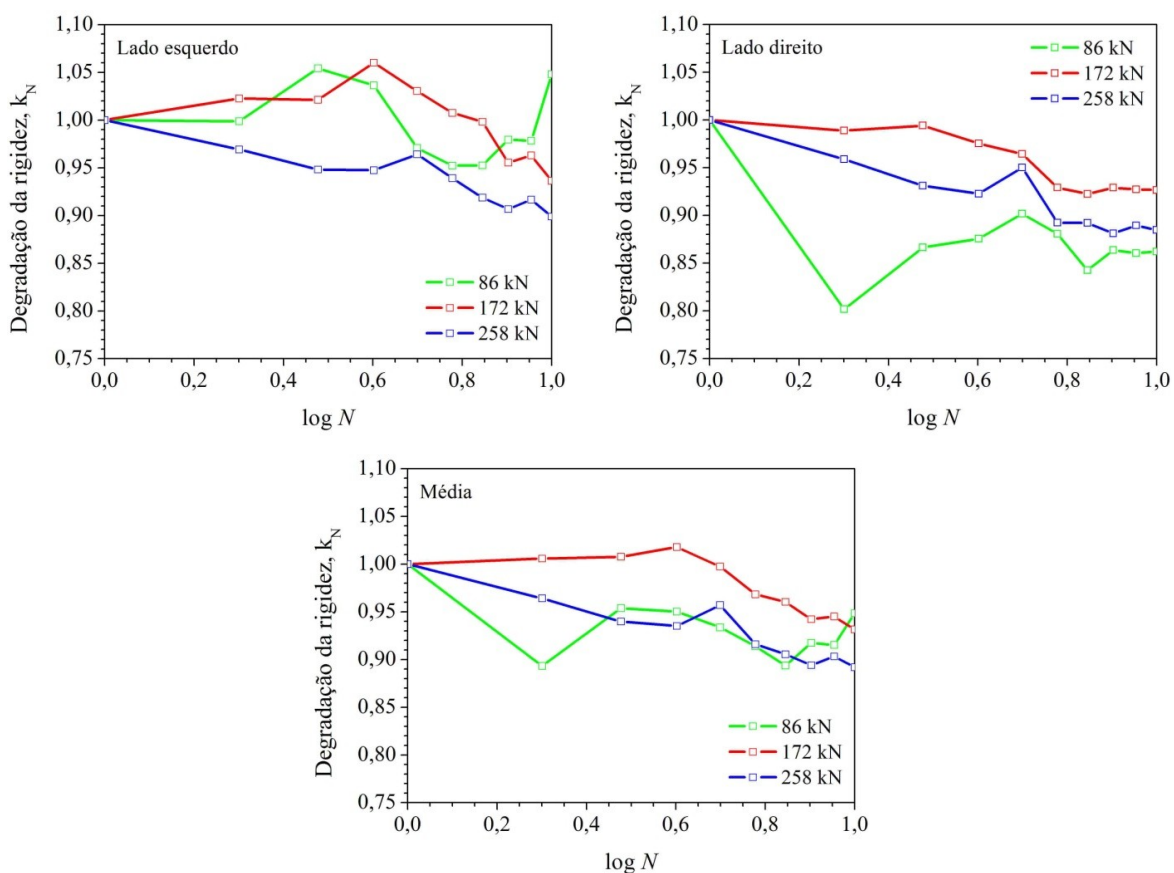 Lado esquerdo
Degradação da rigidez, k_N
1,10
1,05
1,00
0,95
0,90
0,85
0,80
0,75
0,0
0,2
0,4
0,6
0,8
1,0
log N
86 kN
172 kN
258 kN
Lado direito
Degradação da rigidez, k_N
1,10
1,05
1,00
0,95
0,90
0,85
0,80
0,75
0,0
0,2
0,4
0,6
0,8
1,0
log N
86 kN
172 kN
258 kN
Média
Degradação da rigidez, k_N
1,10
1,05
1,00
0,95
0,90
0,85
0,80
0,75
0,0
0,2
0,4
0,6
0,8
1,0
log N
86 kN
172 kN
258 kN